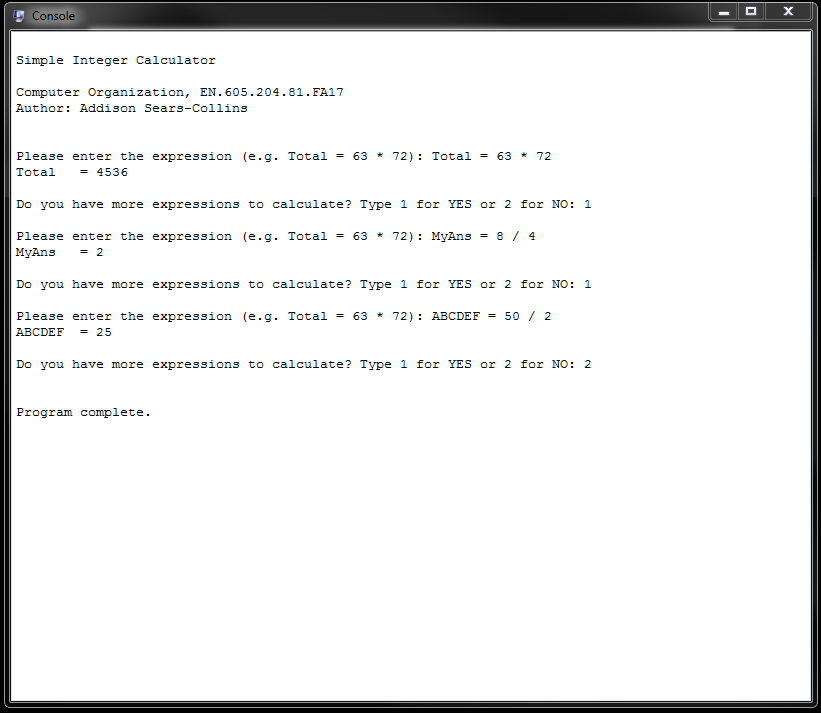 Console
Simple Integer Calculator
Computer Organization, EN.605.204.81.FA17
Author: Addison Sears-Collins
Please enter the expression (e.g. Total = 63 * 72): Total = 63 * 72
Total   = 4536
Do you have more expressions to calculate? Type 1 for YES or 2 for NO: 1
Please enter the expression (e.g. Total = 63 * 72): MyAns = 8 / 4
MyAns   = 2
Do you have more expressions to calculate? Type 1 for YES or 2 for NO: 1
Please enter the expression (e.g. Total = 63 * 72): ABCDEF = 50 / 2
ABCDEF  = 25
Do you have more expressions to calculate? Type 1 for YES or 2 for NO: 2
Program complete.